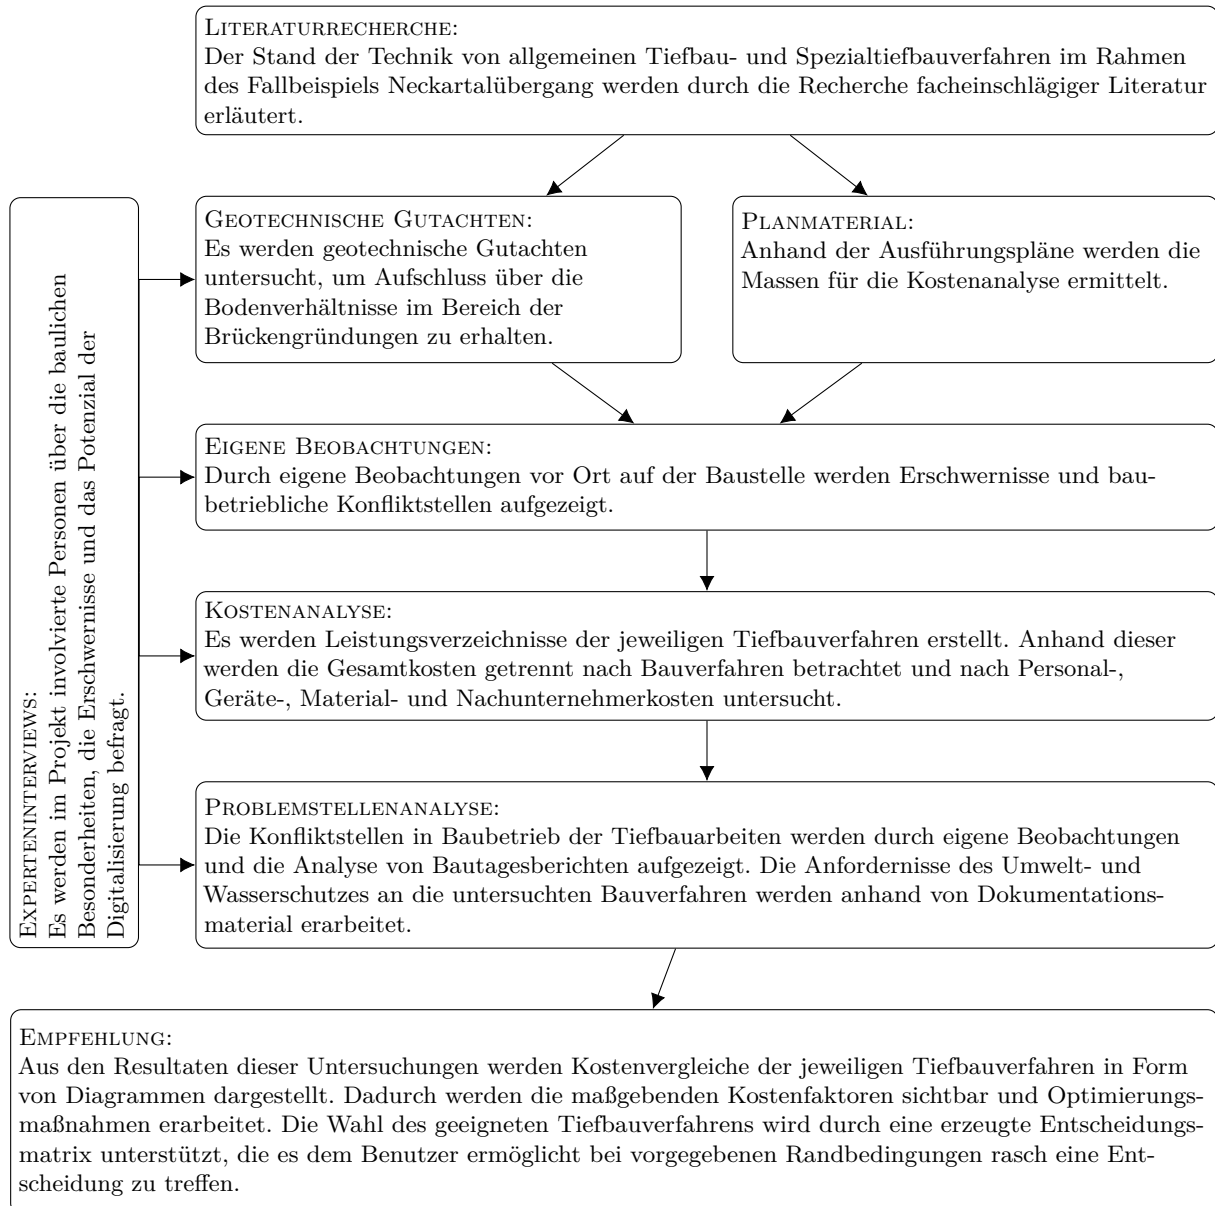 LITERATURRECHERCHE:
Der Stand der Technik von allgemeinen Tiefbau- und Spezialtiefbauverfahren im Rahmen
des Fallbeispiels Neckartalübergang werden durch die Recherche facheinschlägiger Literatur
erläutert.
GEOTECHNISCHE GUTACHTEN:
Es werden geotechnische Gutachten
untersucht, um Aufschluss über die
Bodenverhältnisse im Bereich der
Brückengründungen zu erhalten.
PLANMATERIAL:
Anhand der Ausführungspläne werden die
Massen für die Kostenanalyse ermittelt.
EXPERTENINTERVIEWS:
Es werden im Projekt involvierte Personen über die baulichen
Besonderheiten, die Erschwernisse und das Potenzial der
Digitalisierung befragt.
EIGENE BEOBACHTUNGEN:
Durch eigene Beobachtungen vor Ort auf der Baustelle werden Erschwernisse und bau-
betriebliche Konfliktstellen aufgezeigt.
KOSTENANALYSE:
Es werden Leistungsverzeichnisse der jeweiligen Tiefbauverfahren erstellt. Anhand dieser
werden die Gesamtkosten getrennt nach Bauverfahren betrachtet und nach Personal-,
Geräte-, Material- und Nachunternehmerkosten untersucht.
PROBLEMSTELLENANALYSE:
Die Konfliktstellen in Baubetrieb der Tiefbauarbeiten werden durch eigene Beobachtungen
und die Analyse von Bautagesberichten aufgezeigt. Die Anfordernisse des Umwelt- und
Wasserschutzes an die untersuchten Bauverfahren werden anhand von Dokumentations-
material erarbeitet.
EMPFEHLUNG:
Aus den Resultaten dieser Untersuchungen werden Kostenvergleiche der jeweiligen Tiefbauverfahren in Form
von Diagrammen dargestellt. Dadurch werden die maßgebenden Kostenfaktoren sichtbar und Optimierungs-
maßnahmen erarbeitet. Die Wahl des geeigneten Tiefbauverfahrens wird durch eine erzeugte Entscheidungs-
matrix unterstützt, die es dem Benutzer ermöglicht bei vorgegebenen Randbedingungen rasch eine Ent-
scheidung zu treffen.